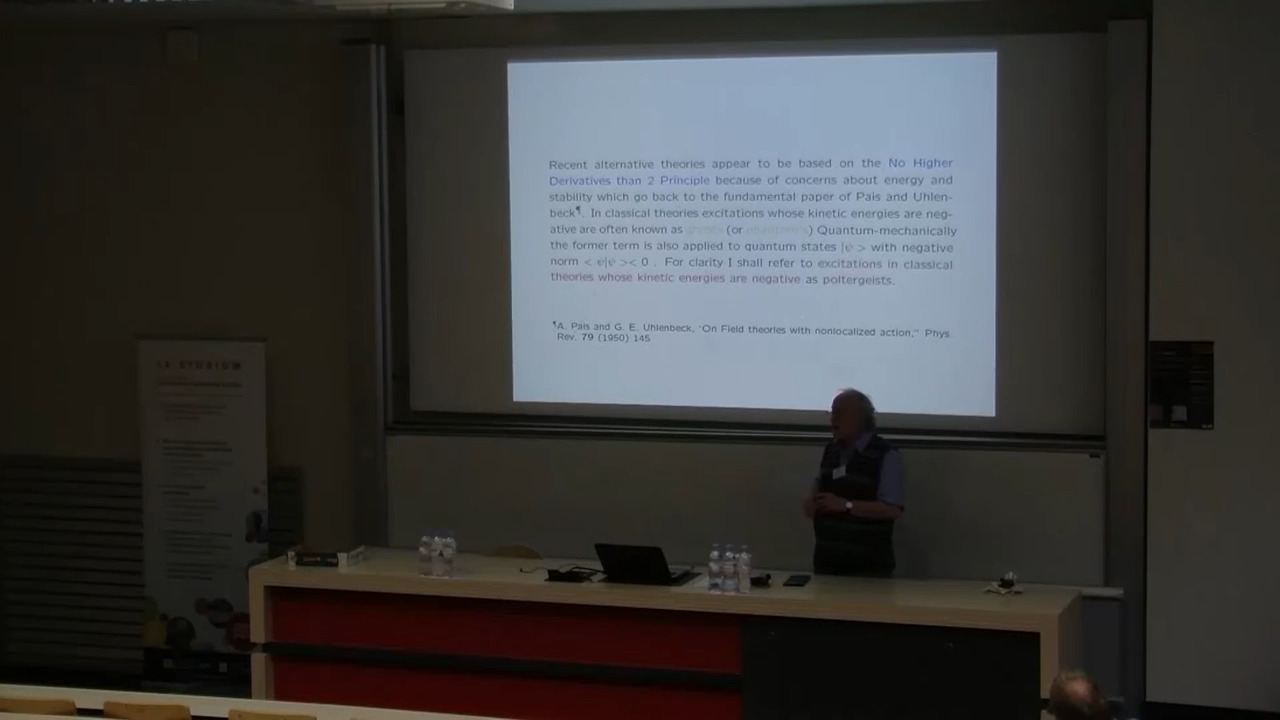 Recent alternative theories appear to be based on the No Higher
Derivatives than 2 Principle because of concerns about energy and
stability which go back to the fundamental paper of Pais and Uhlen-
beck¶. In classical theories excitations whose kinetic energies are neg-
ative are often known as (or ) Quantum-mechanically
the former term is also applied to quantum states |ψ > with negative
norm < ψ|ψ >< 0 . For clarity I shall refer to excitations in classical
theories whose kinetic energies are negative as poltergeists.
¶A. Pais and G. E. Uhlenbeck, "On Field theories with nonlocalized action," Phys.
Rev. 79 (1950) 145
LE STUDIUM